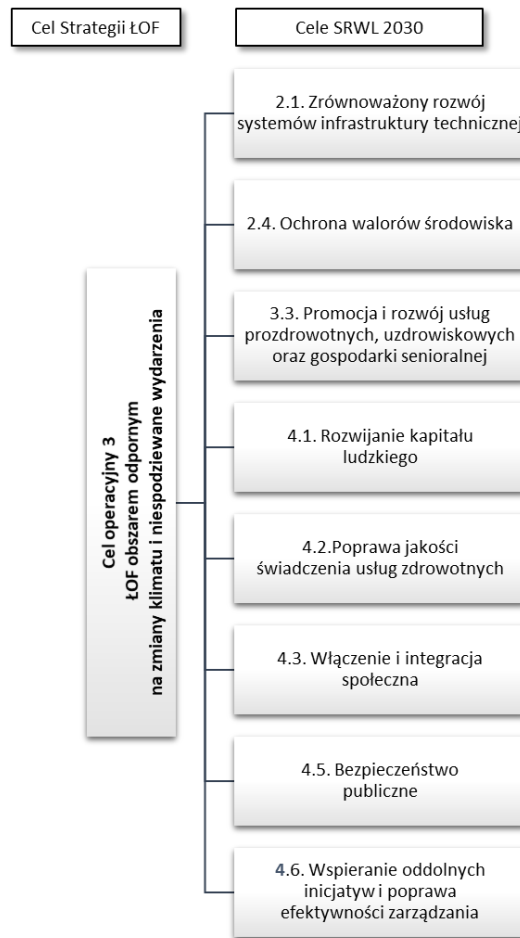 Cel Strategii ŁOF
Cele SRWL 2030
Cel operacyjny 3
ŁOF obszarem odpornym
na zmiany klimatu i niespodziewane wydarzenia
2.1. Zrównoważony rozwój
systemów infrastruktury technicznej
2.4. Ochrona walorów środowiska
3.3. Promocja i rozwój usług
prozdrowotnych, uzdrowiskowych
oraz gospodarki senioralnej
4.1. Rozwijanie kapitału
ludzkiego
4.2.Poprawa jakości
świadczenia usług zdrowotnych
4.3. Włączenie i integracja
społeczna
4.5. Bezpieczeństwo
publiczne
4.6. Wspieranie oddolnych
inicjatyw i poprawa
efektywności zarządzania